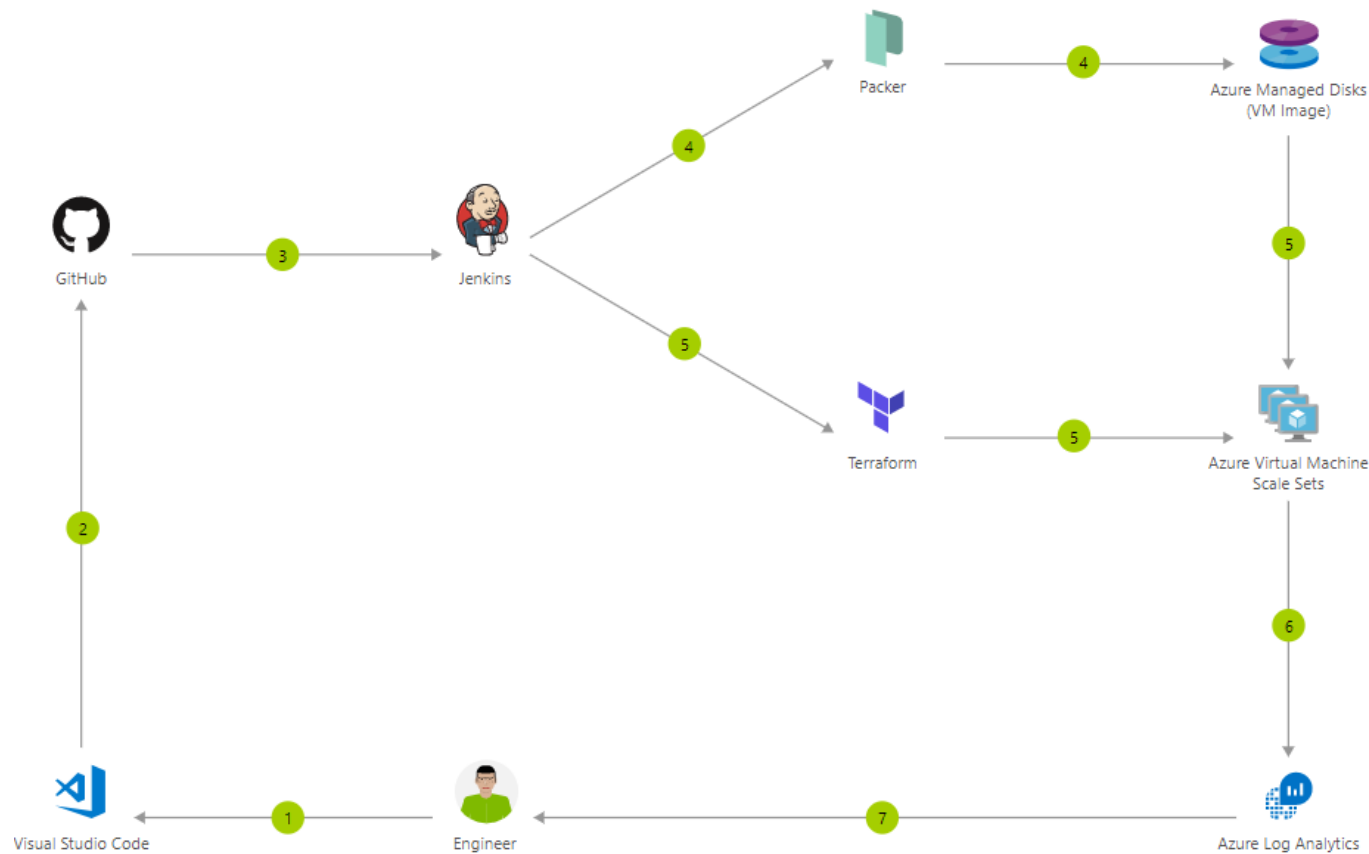 Packer
4
Azure Managed Disks
(VM Image)
4
GitHub
3
Jenkins
5
5
Terraform
5
Azure Virtual Machine
Scale Sets
2
6
Visual Studio Code
1
Engineer
7
Azure Log Analytics